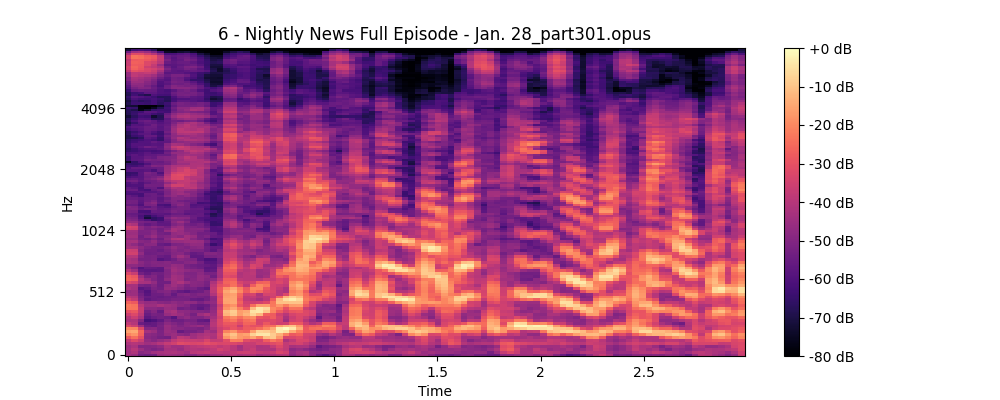 6 - Nightly News Full Episode - Jan. 28_part301.opus
+0 dB
-10 dB
-20 dB
-30 dB
-40 dB
-50 dB
-60 dB
-70 dB
-80 dB
4096
2048
1024
512
0
Hz
0
0.5
1
1.5
2
2.5
Time